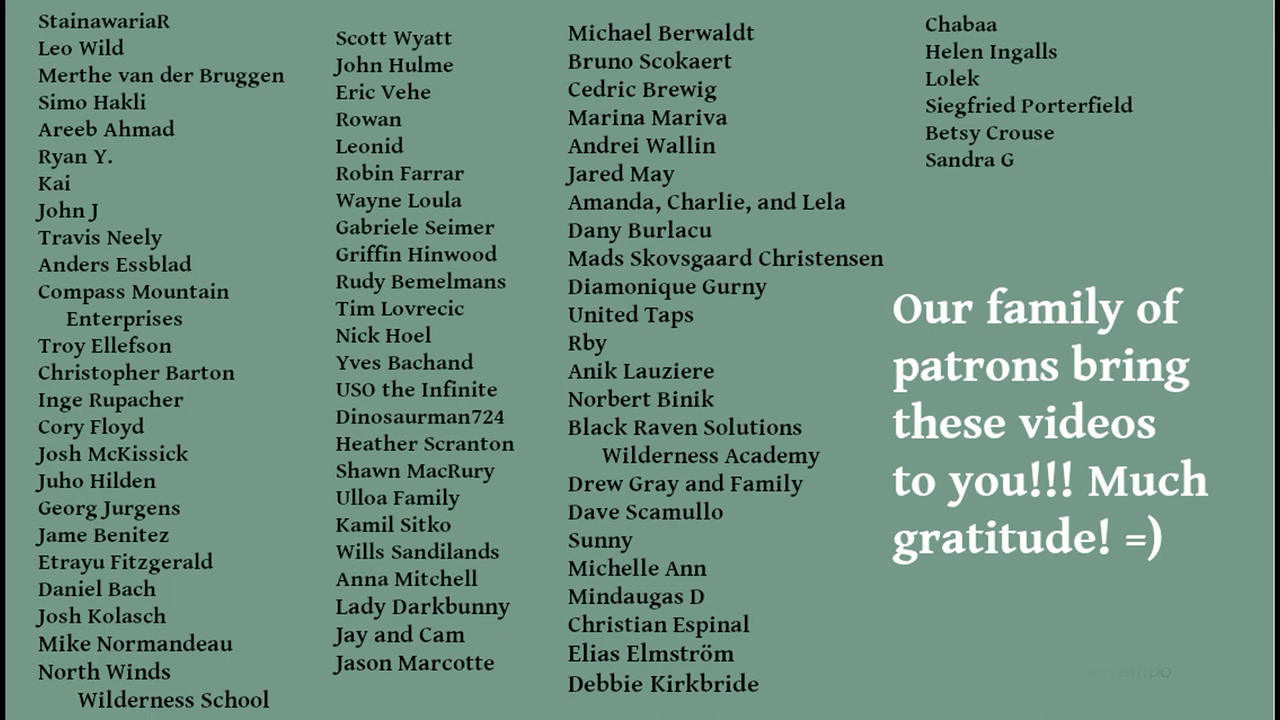 StainawariaR
Leo Wild
Merthe van der Bruggen
Simo Hakli
Areeb Ahmad
Ryan Y.
Kai
John J
Travis Neely
Anders Essblad
Compass Mountain
Enterprises
Troy Ellefson
Christopher Barton
Inge Rupacher
Cory Floyd
Josh McKissick
Juho Hilden
Georg Jurgens
Jame Benitez
Etrayu Fitzgerald
Daniel Bach
Josh Kolasch
Mike Normandeau
North Winds
Wilderness School
Scott Wyatt
John Hulme
Eric Vehe
Rowan
Leonid
Robin Farrar
Wayne Loula
Gabriele Seimer
Griffin Hinwood
Rudy Bemelmans
Tim Lovrecic
Nick Hoel
Yves Bachand
USO the Infinite
Dinosaurman724
Heather Scranton
Shawn MacRury
Ulloa Family
Kamil Sitko
Wills Sandilands
Anna Mitchell
Lady Darkbunny
Jay and Cam
Jason Marcotte
Michael Berwaldt
Bruno Scokaert
Cedric Brewig
Marina Mariva
Andrei Wallin
Jared May
Amanda, Charlie, and Lela
Dany Burlacu
Mads Skovsgaard Christensen
Diamonique Gurny
United Taps
Rby
Anik Lauziere
Norbert Binik
Black Raven Solutions
Wilderness Academy
Drew Gray and Family
Dave Scamullo
Sunny
Michelle Ann
Mindaugas D
Christian Espinal
Elias Elmström
Debbie Kirkbride
Chabaa
Helen Ingalls
Lolek
Siegfried Porterfield
Betsy Crouse
Sandra G
Our family of
patrons bring
these videos
to you!!! Much
gratitude! =)